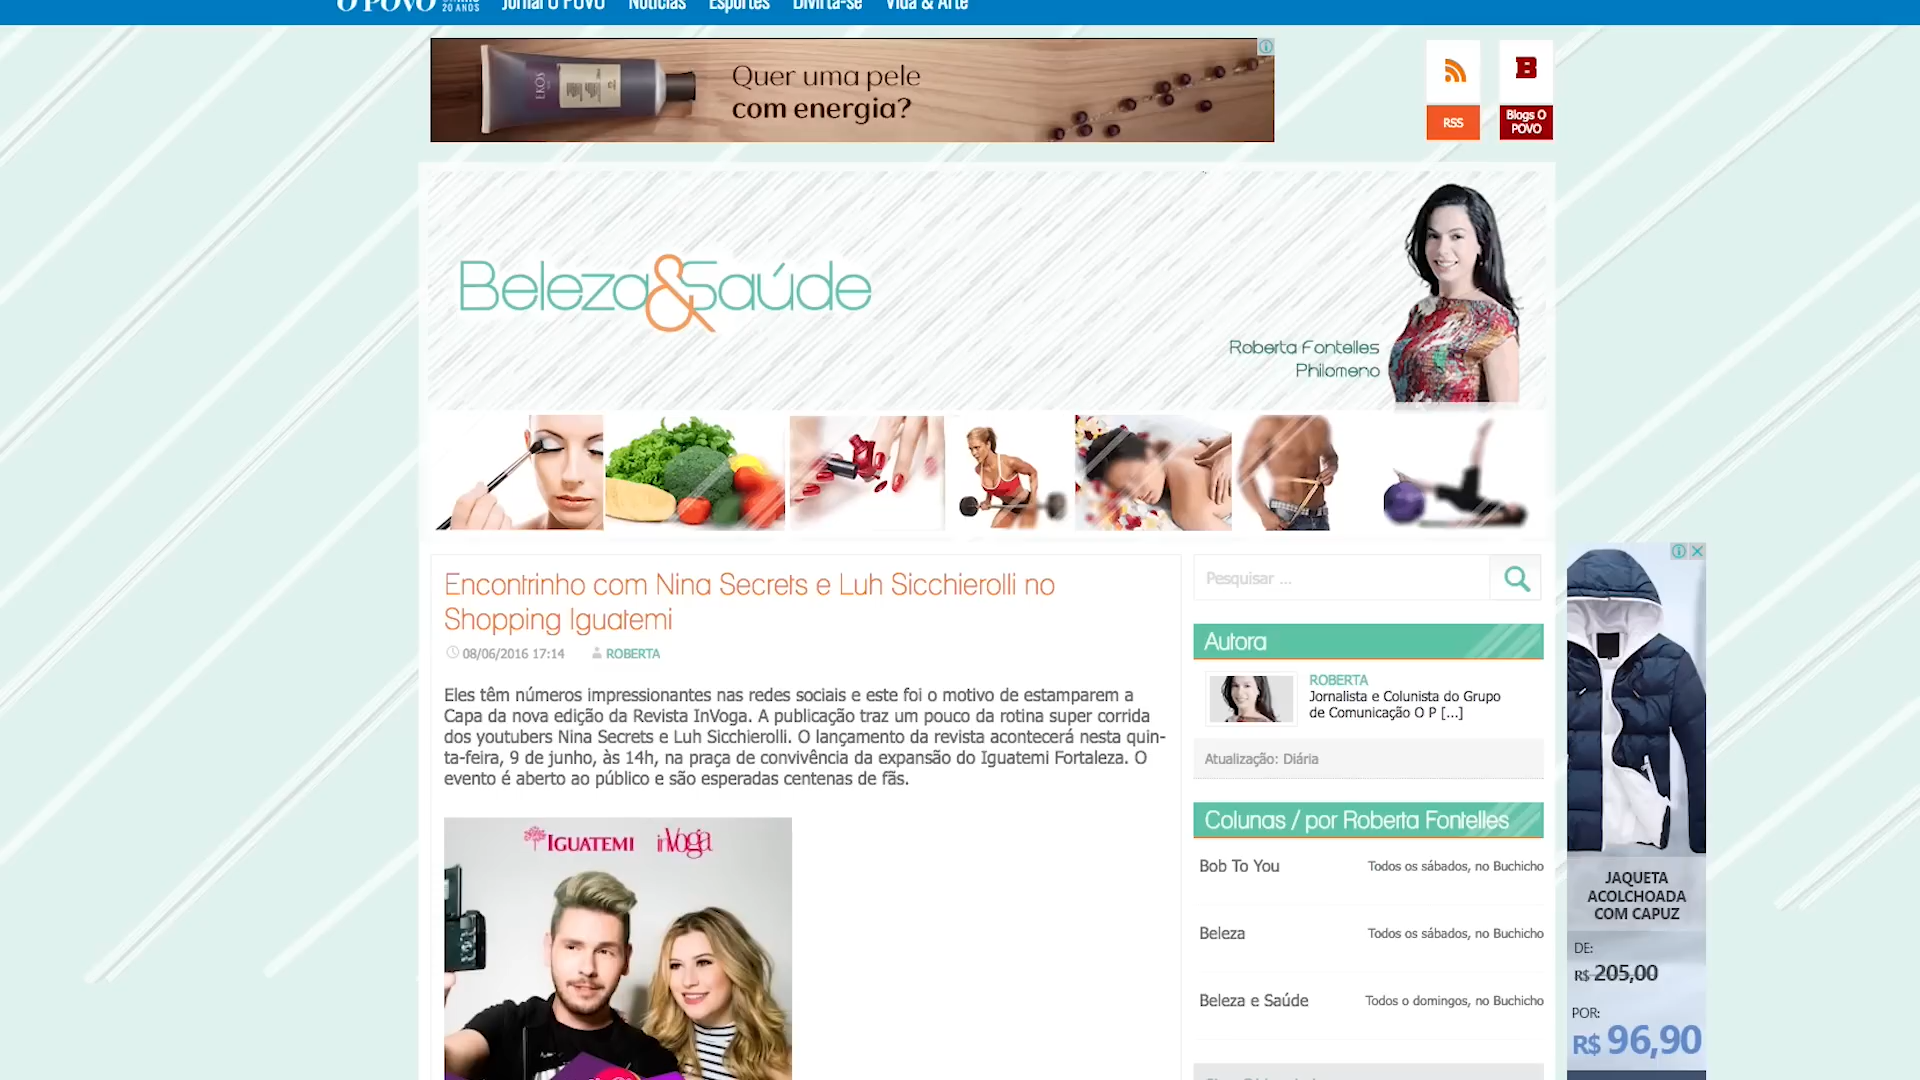 O POVO
20 ANOS
Jornal O POVO
Notícias
Esportes
Divirta-se
Vida & Arte
EKOS
Quer uma pele
com energia?
RSS
B
Blogs O
POVO
Beleza&Saúde
Roberta Fontelles
Philomeno
Encontrinho com Nina Secrets e Luh Sicchierolli no
Shopping Iguatemi
08/06/2016 17:14 ROBERTA
Eles têm números impressionantes nas redes sociais e este foi o motivo de estamparem a
Capa da nova edição da Revista InVoga. A publicação traz um pouco da rotina super corrida
dos youtubers Nina Secrets e Luh Sicchierolli. O lançamento da revista acontecerá nesta quin-
ta-feira, 9 de junho, às 14h, na praça de convivência da expansão do Iguatemi Fortaleza. O
evento é aberto ao público e são esperadas centenas de fãs.
IGUATEMI inVoga
Pesquisar ...
Autora
ROBERTA
Jornalista e Colunista do Grupo
de Comunicação O P [...]
Atualização: Diária
Colunas / por Roberta Fontelles
Bob To You Todos os sábados, no Buchicho
Beleza Todos os sábados, no Buchicho
Beleza e Saúde Todos o domingos, no Buchicho
JAQUETA
ACOLCHOADA
COM CAPUZ
DE:
R$ 205,00
POR:
R$ 96,90